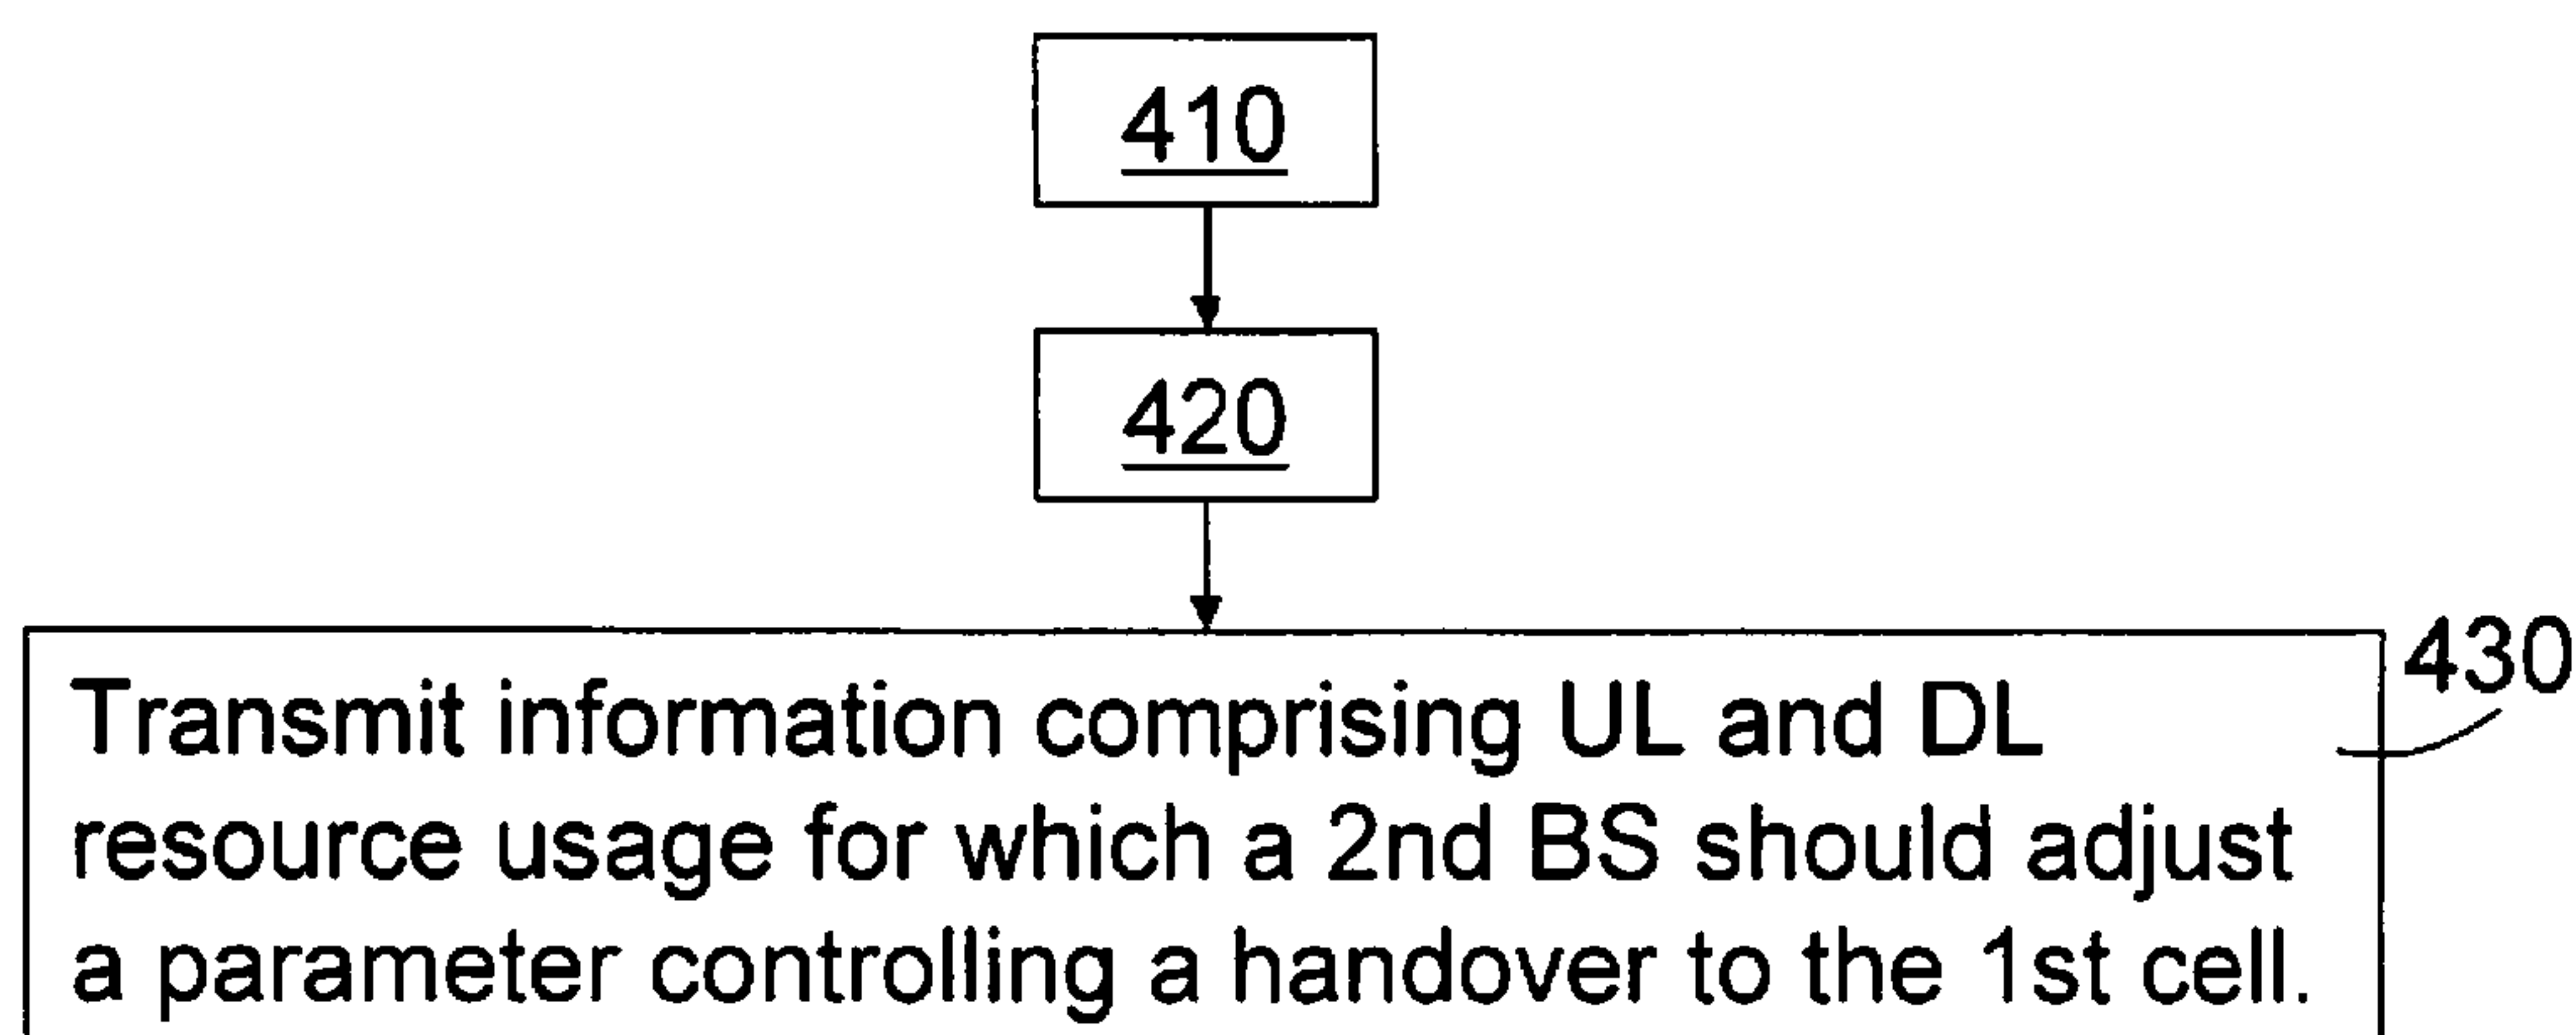 410
420
430
Transmit information comprising UL and DL
resource usage for which a 2nd BS should adjust
a parameter controlling a handover to the 1st cell.